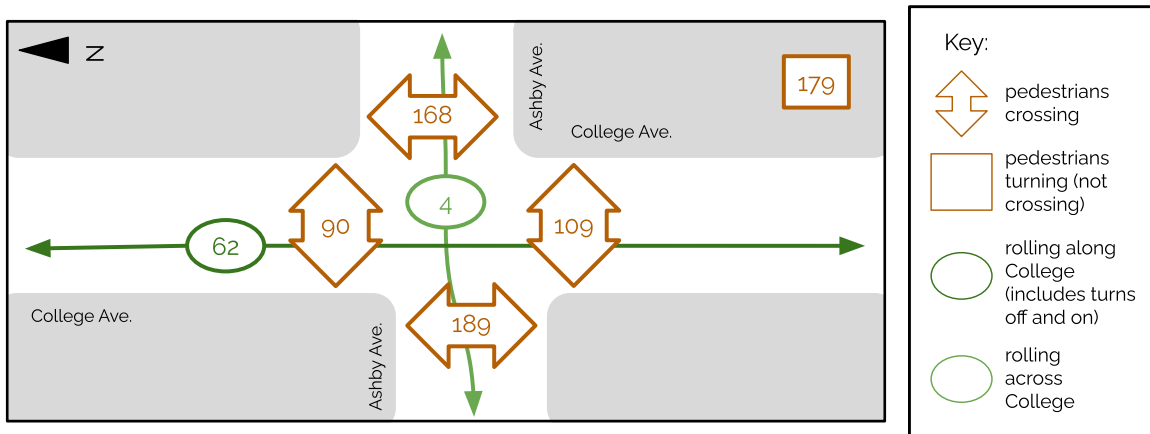 N
Ashby Ave.
179
168
College Ave.
4
90
109
62
College Ave.
189
Ashby Ave.
Key:
pedestrians
crossing
pedestrians
turning (not
crossing)
rolling along
College
(includes turns
off and on)
rolling
across
College